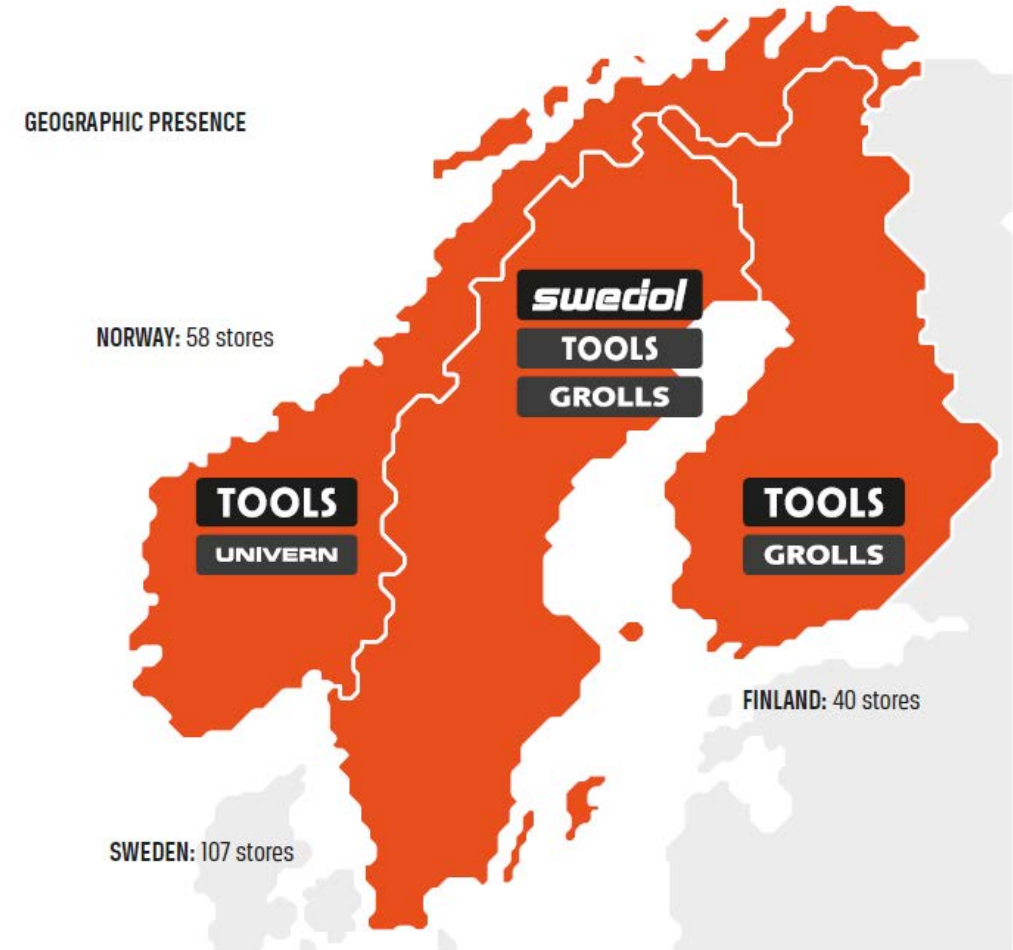 GEOGRAPHIC PRESENCE
swedol
NORWAY: 58 stores
TOOLS
GROLLS
TOOLS
UNIVERN
TOOLS
GROLLS
FINLAND: 40 stores
SWEDEN: 107 stores